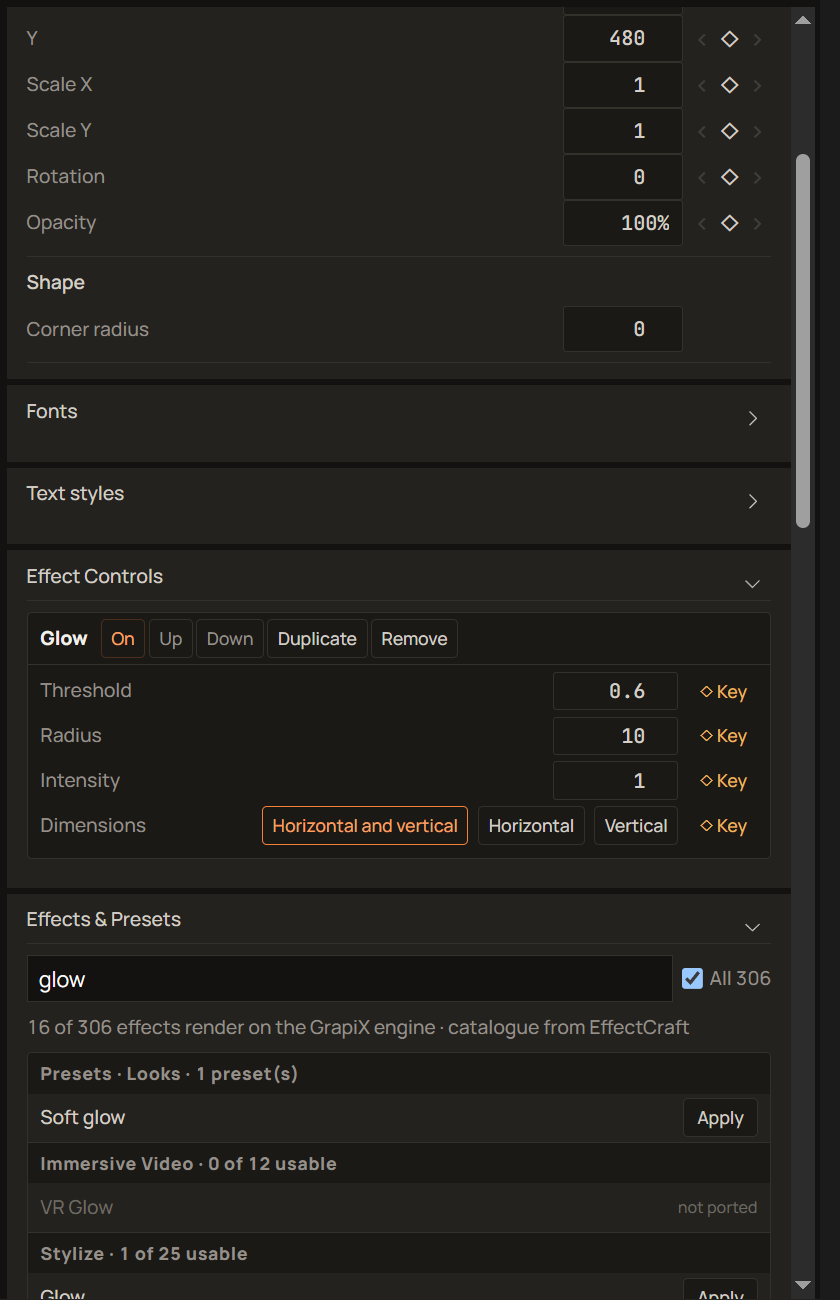 Y 480
Scale X 1
Scale Y 1
Rotation 0
Opacity 100%
Shape
Corner radius 0
Fonts
Text styles
Effect Controls
Glow On Up Down Duplicate Remove
Threshold 0.6 Key
Radius 10 Key
Intensity 1 Key
Dimensions Horizontal and vertical Horizontal Vertical Key
Effects & Presets
glow All 306
16 of 306 effects render on the GrapiX engine · catalogue from EffectCraft
Presets · Looks · 1 preset(s)
Soft glow Apply
Immersive Video · 0 of 12 usable
VR Glow not ported
Stylize · 1 of 25 usable
Glow Apply